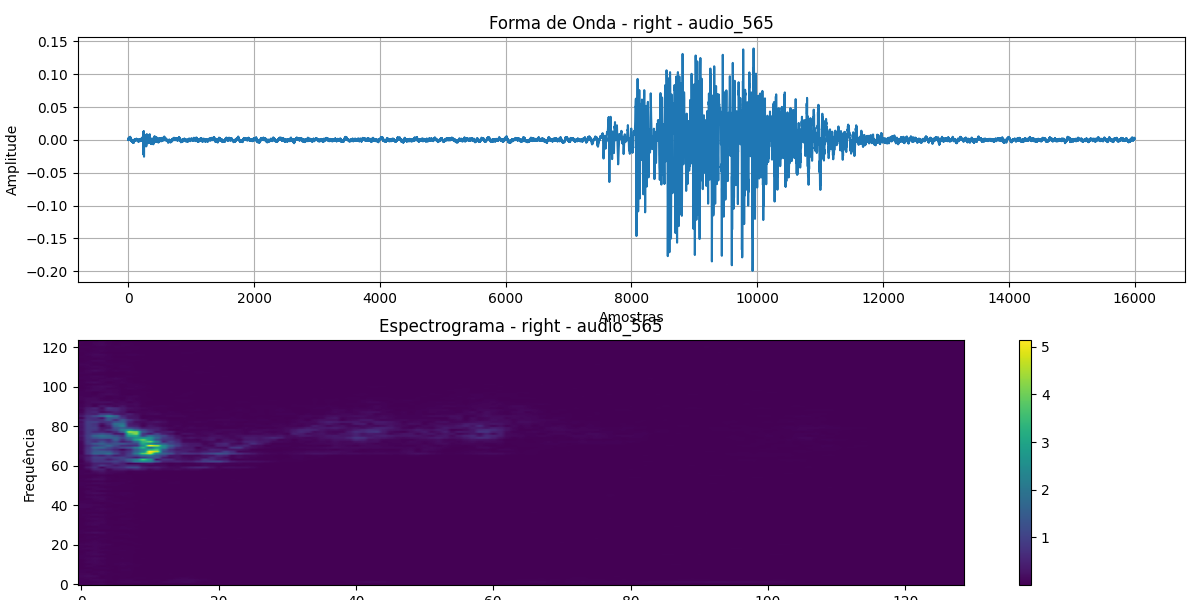 Forma de Onda - right - audio_565
0.15
0.10
0.05
0.00
−0.05
−0.10
−0.15
−0.20
Amplitude
0 2000 4000 6000 8000 10000 12000 14000 16000
Amostras
Espectrograma - right - audio_565
120
100
80
60
40
20
0
Frequência
0 20 40 60 80 100 120
5
4
3
2
1